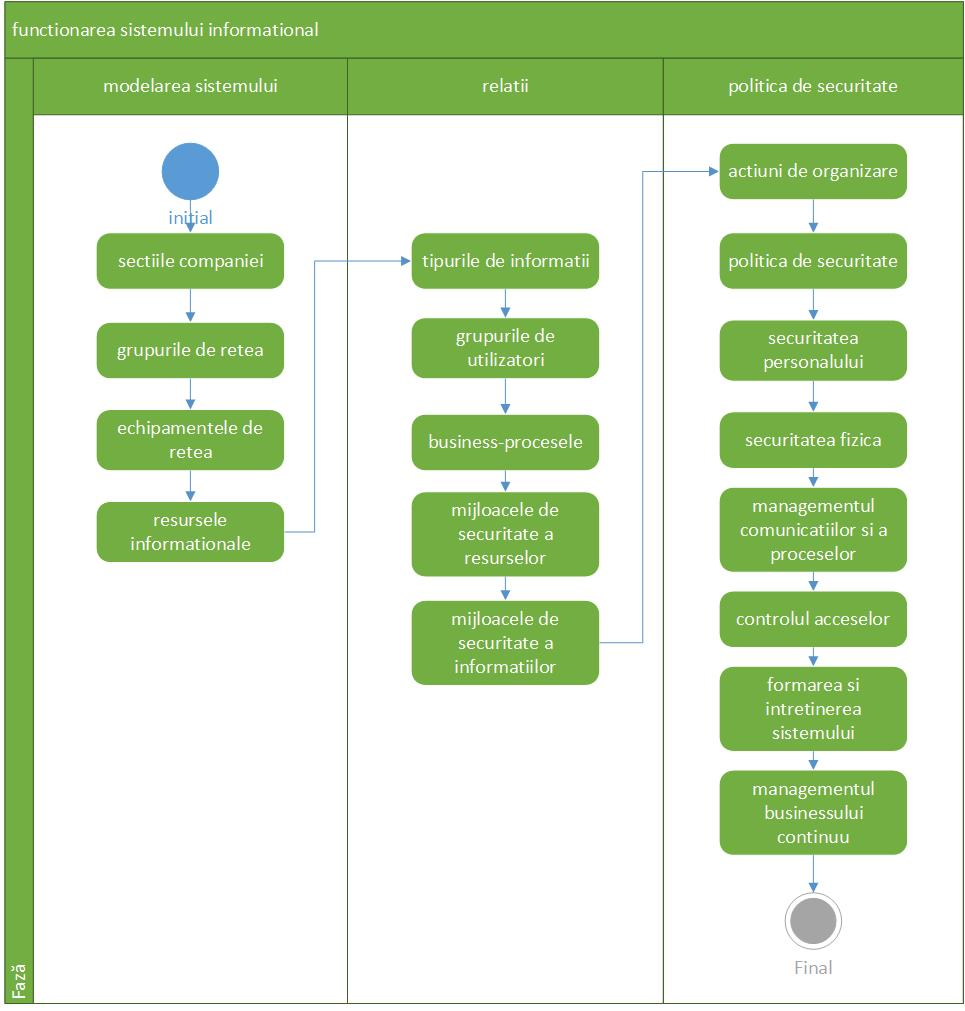 functionarea sistemului informational
modelarea sistemului
relatii
politica de securitate
initial
sectiile companiei
grupurile de retea
echipamentele de
retea
resursele
informationale
tipurile de informatii
grupurile de
utilizatori
business-procesele
mijloacele de
securitate a
resurselor
mijloacele de
securitate a
informatiilor
actiuni de organizare
politica de securitate
securitatea
personalului
securitatea fizica
managementul
comunicatiilor si a
proceselor
controlul acceselor
formarea si
intretinerea
sistemului
managementul
businessului
continuu
Final
Fază